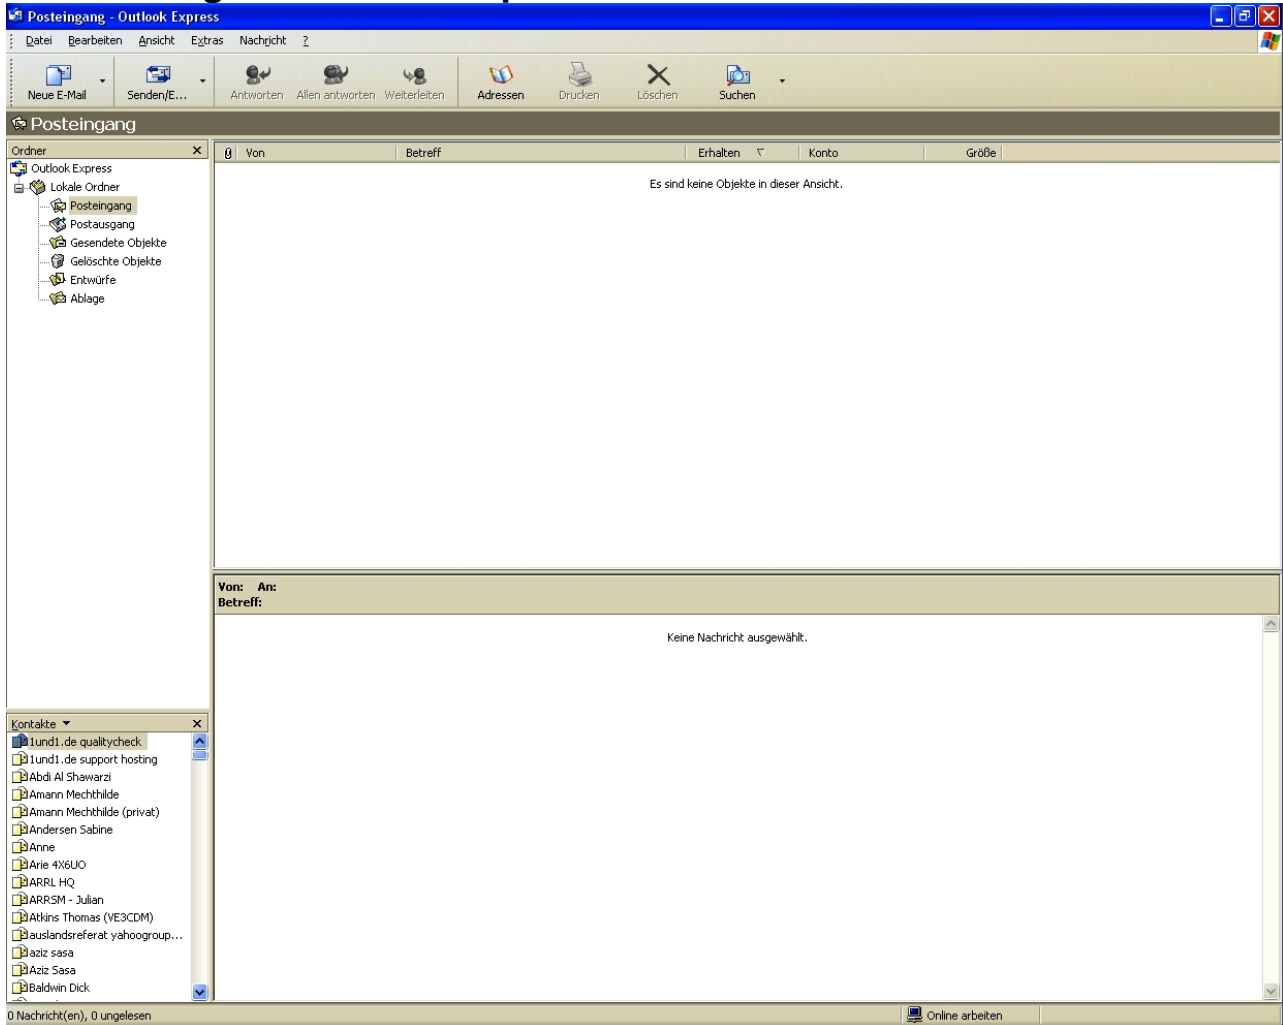 Posteingang - Outlook Express
Datei Bearbeiten Ansicht Extras Nachricht ?
Neue E-Mail Senden/E... Antworten Allen antworten Weiterleiten Adressen Drucken Löschen Suchen
Posteingang
Ordner
Outlook Express
Lokale Ordner
Posteingang
Postausgang
Gesendete Objekte
Gelöschte Objekte
Entwürfe
Ablage
Von Betreff Erhalten Konto Größe
Es sind keine Objekte in dieser Ansicht.
Von: An:
Betreff:
Keine Nachricht ausgewählt.
Kontakte
1und1.de qualitycheck
1und1.de support hosting
Abdi Al Shawarzi
Amann Mechthilde
Amann Mechthilde (privat)
Andersen Sabine
Anne
Arie 4X6UO
ARRL HQ
ARRSM - Julian
Atkins Thomas (VE3CDM)
auslandsreferat yahoogroup...
aziz sasa
Aziz Sasa
Baldwin Dick
0 Nachricht(en), 0 ungelesen
Online arbeiten